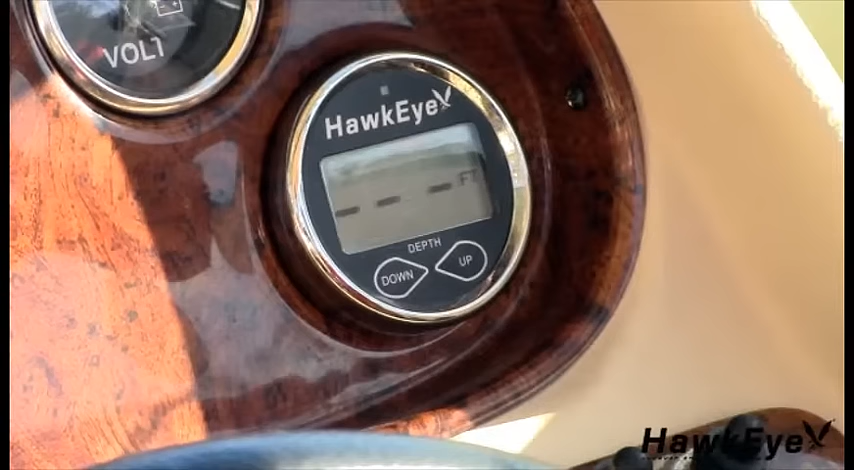 VOLT
HawkEye
- - - FT
DEPTH
DOWN UP
HawkEye